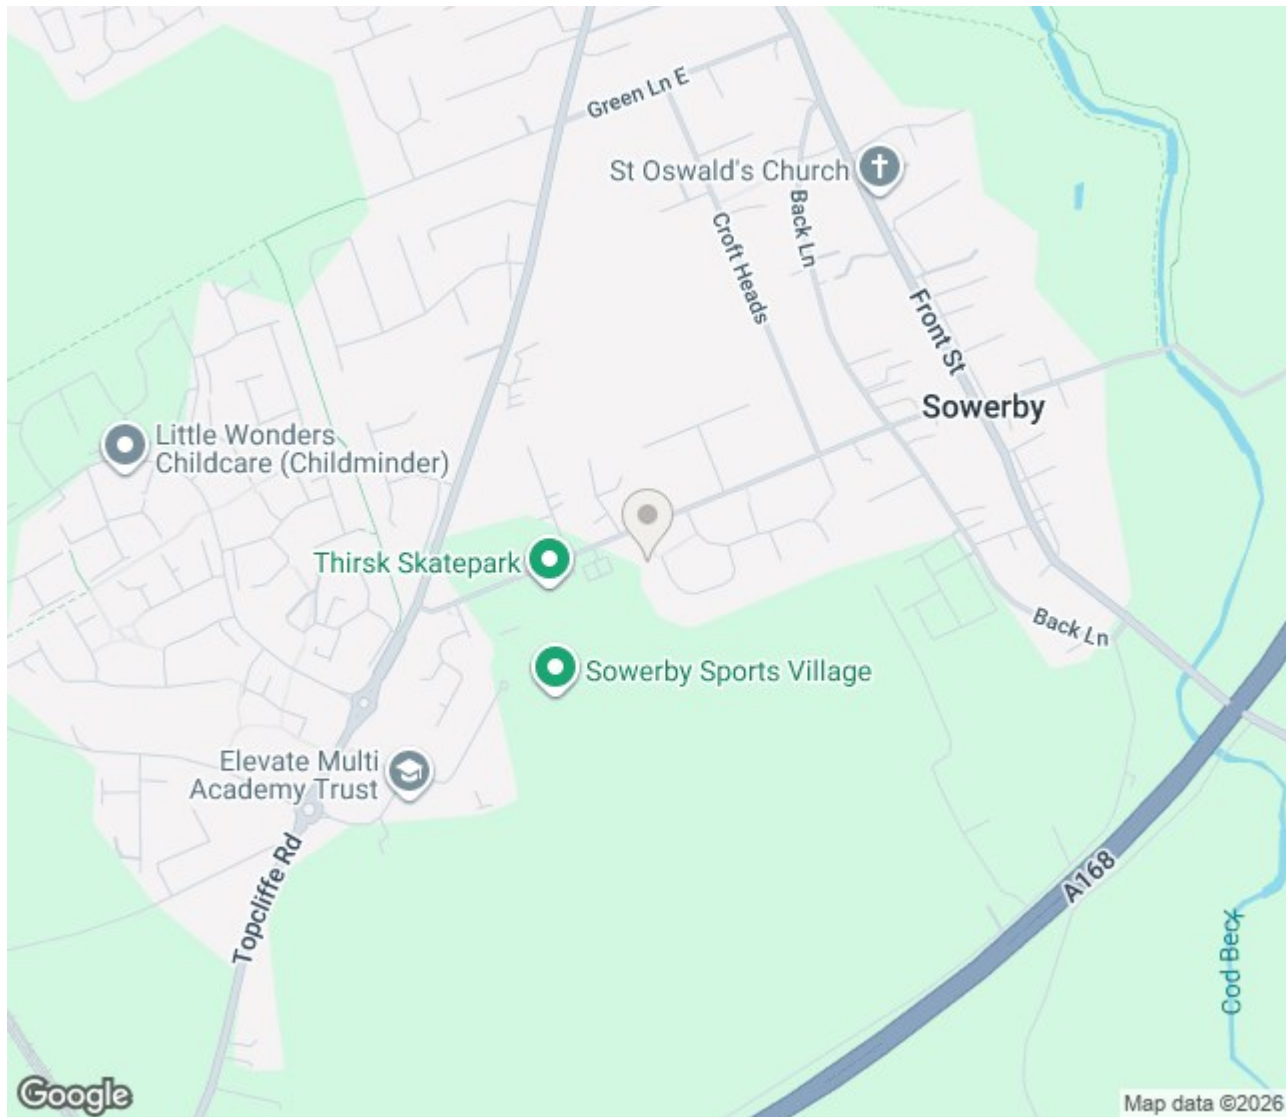 Green Ln E
St Oswald's Church
Back Ln
Croft Heads
Front St
Sowerby
Little Wonders
Childcare (Childminder)
Thirsk Skatepark
Back Ln
Sowerby Sports Village
Elevate Multi
Academy Trust
Topcliffe Rd
A168
Cod Beck
Google
Map data ©2026